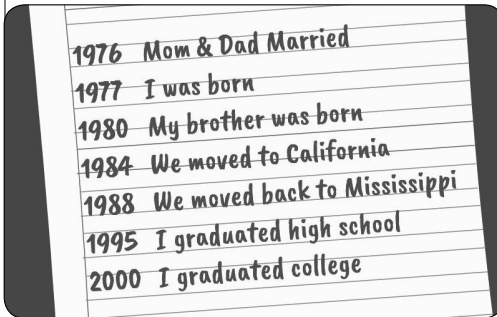 1976 Mom & Dad Married
1977 I was born
1980 My brother was born
1984 We moved to California
1988 We moved back to Mississippi
1995 I graduated high school
2000 I graduated college